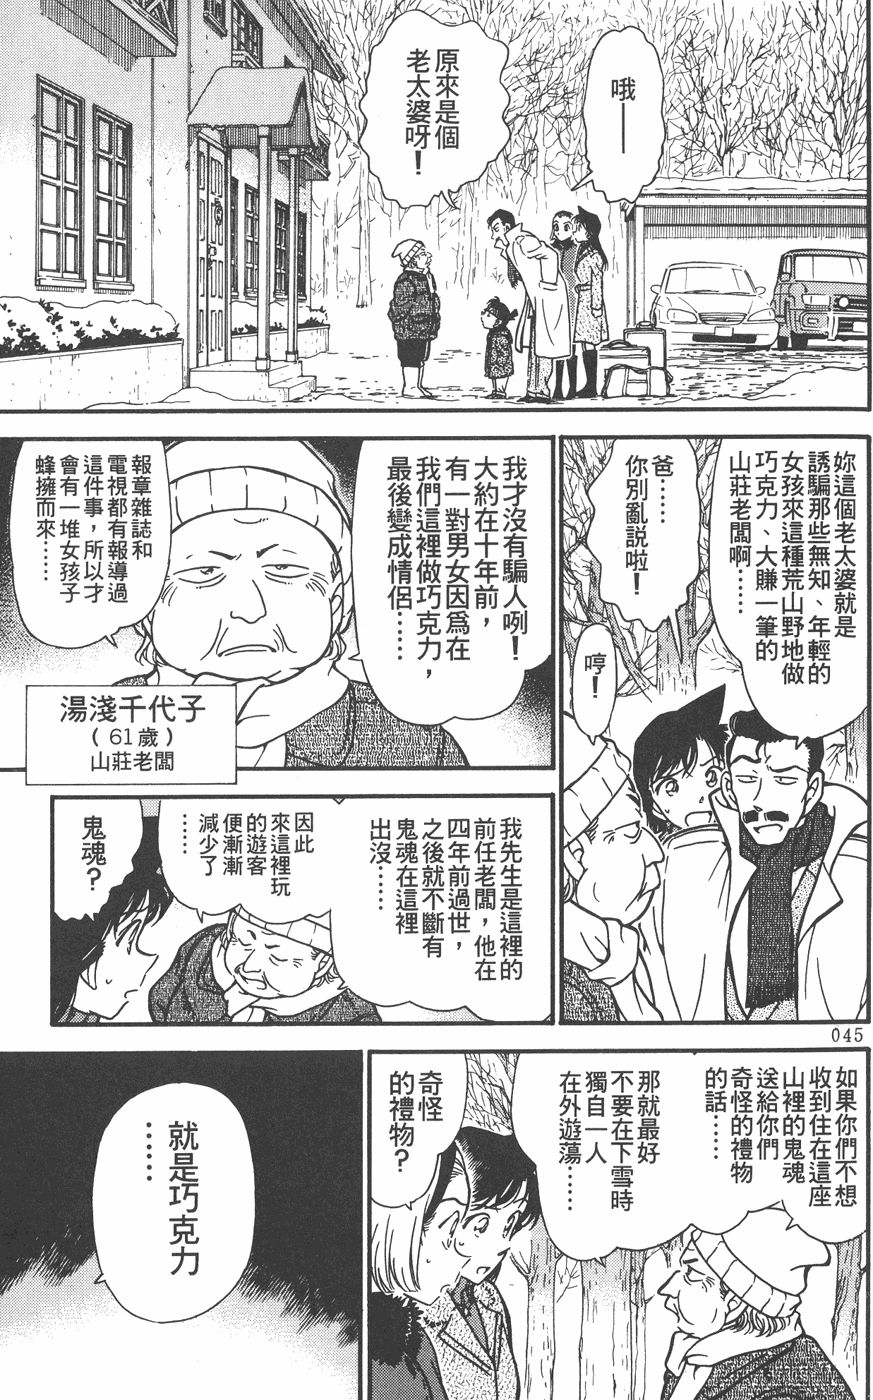 哦——
原來是個
老太婆呀！
妳這個老太婆就是
誘騙那些無知、年輕的
女孩來這種荒山野地做
巧克力、大賺一筆的
山莊老闆啊……
爸……
你別亂說啦！
哼！
我才沒有騙人咧！
大約在十年前，
有一對男女因為在
我們這裡做巧克力，
最後變成情侶……
報章雜誌和
電視都有報導過
這件事，所以才
會有一堆女孩子
蜂擁而來……
湯淺千代子
（61歲）
山莊老闆
我先生是這裡的
前任老闆，他在
四年前過世，
之後就不斷有
鬼魂在這裡
出沒……
因此
來這裡玩
的遊客
便漸漸
減少了
……
鬼魂？
045
如果你們不想
收到住在這座
山裡的鬼魂
送給你們
奇怪的禮物
的話……
那就最好
不要在下雪時
獨自一人
在外遊蕩……
奇怪
的禮物？
就是巧克力
……